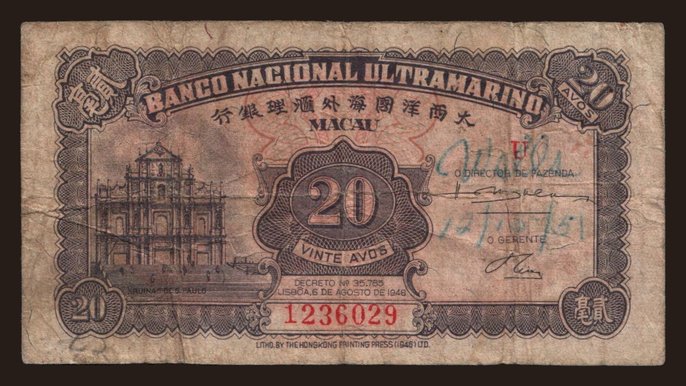 貳毫
20
AVOS
BANCO NACIONAL ULTRAMARINO
行銀理滙外海國洋西大
MACAU
U
O DIRECTOR DE FAZENDA,
20
VINTE AVOS
12/
O GERENTE,
RUINAS DE S. PAULO
DECRETO Nº 35.785
LISBOA, 6 DE AGOSTO DE 1946
20
1236029
毫貳
LITHO. BY THE HONGKONG PRINTING PRESS (1946) LTD.